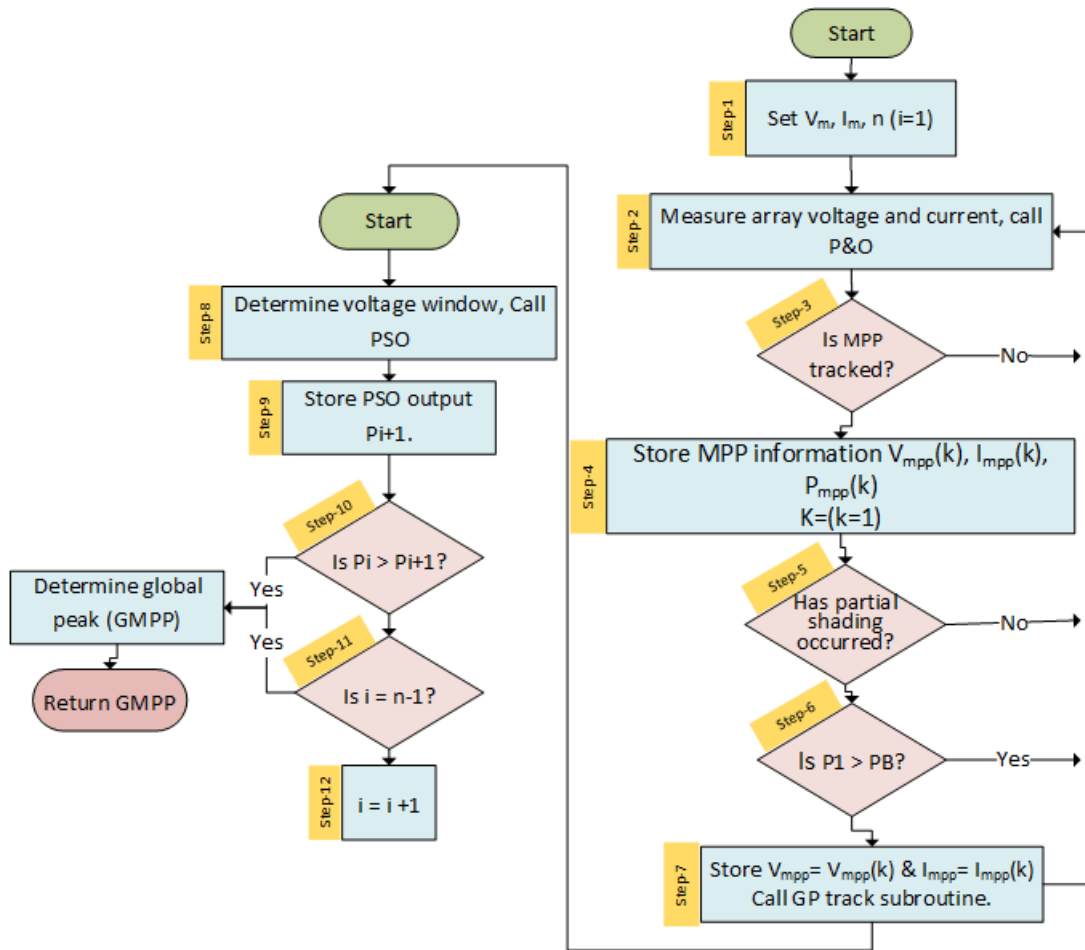 Start
Step-1
Set Vm, Im, n (i=1)
Step-2
Measure array voltage and current, call
P&O
Step-3
Is MPP
tracked?
No
Step-4
Store MPP information Vmpp(k), Impp(k),
Pmpp(k)
K=(k=1)
Step-5
Has partial
shading
occurred?
No
Step-6
Is P1 > PB?
Yes
Step-7
Store Vmpp= Vmpp(k) & Impp= Impp(k)
Call GP track subroutine.
Start
Step-8
Determine voltage window, Call
PSO
Step-9
Store PSO output
Pi+1.
Step-10
Is Pi > Pi+1?
Yes
Determine global
peak (GMPP)
Return GMPP
Yes
Step-11
Is i = n-1?
Step-12
i = i +1